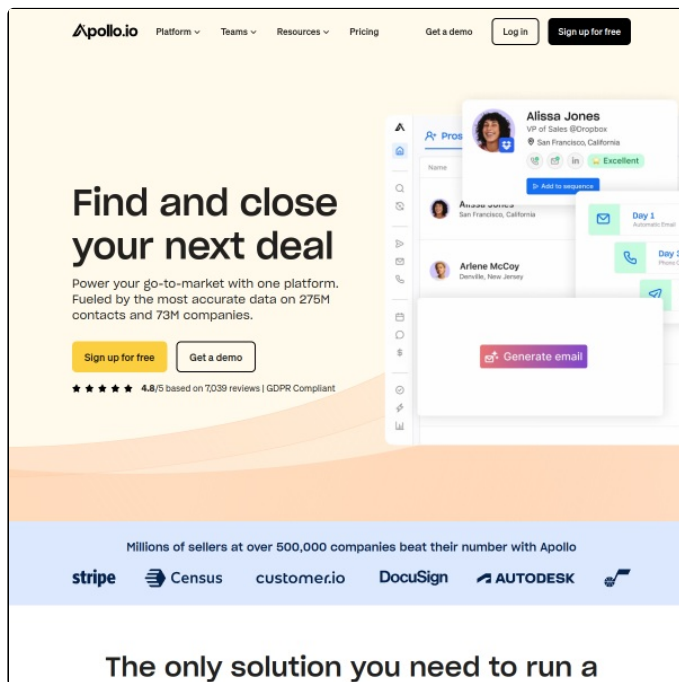 Apollo.io
Platform
Teams
Resources
Pricing
Get a demo
Log in
Sign up for free
Find and close
your next deal
Power your go-to-market with one platform.
Fueled by the most accurate data on 275M
contacts and 73M companies.
Sign up for free
Get a demo
4.8/5 based on 7,039 reviews | GDPR Compliant
Alissa Jones
VP of Sales @Dropbox
San Francisco, California
in
Excellent
Add to sequence
Name
San Francisco, California
Arlene McCoy
Denville, New Jersey
Day 1
Automatic Email
Generate email
Millions of sellers at over 500,000 companies beat their number with Apollo
stripe
Census
customer.io
DocuSign
AUTODESK
The only solution you need to run a